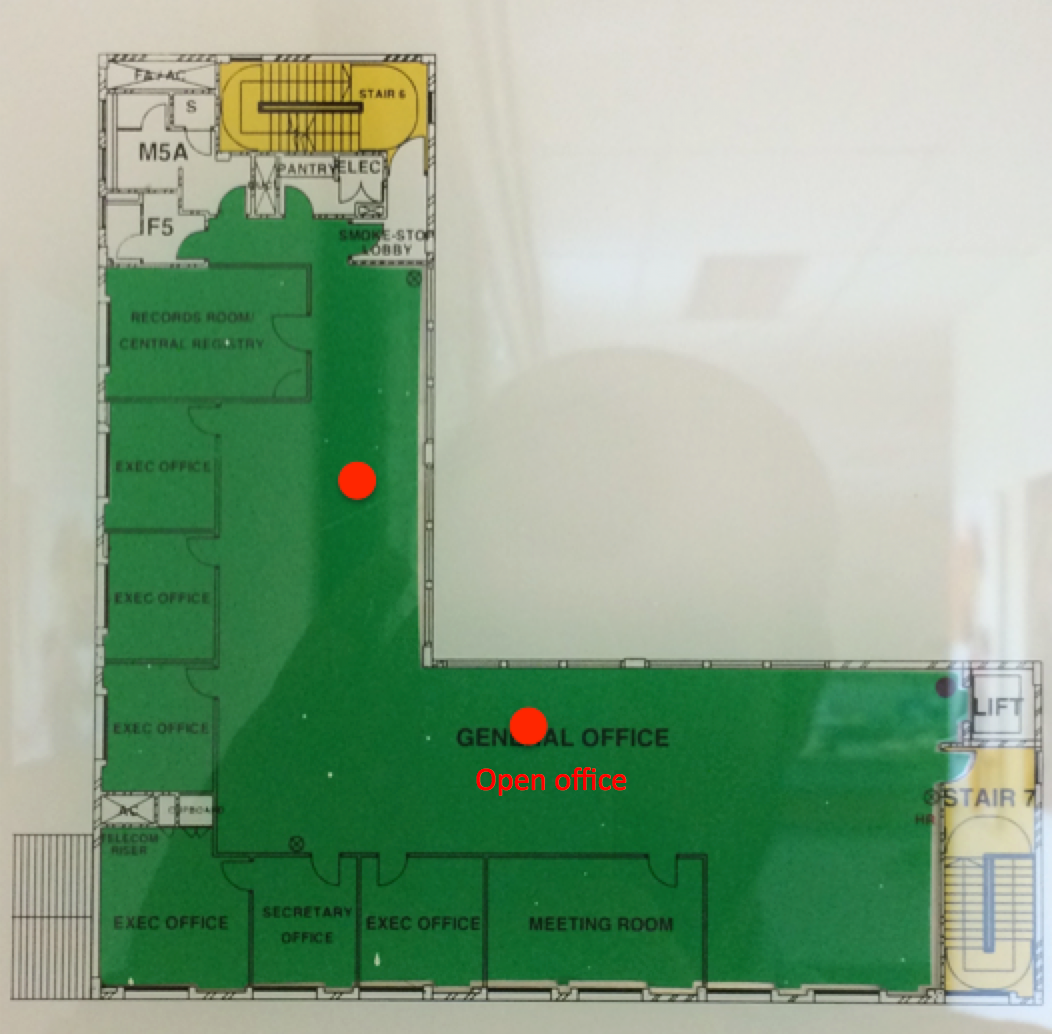 FA / AC
STAIR 6
S
M5A
PANTRY
ELEC
F5
SMOKE-STOP
LOBBY
RECORDS ROOM/
CENTRAL REGISTRY
EXEC OFFICE
EXEC OFFICE
EXEC OFFICE
LIFT
GENERAL OFFICE
Open office
STAIR 7
HR
AC
CUPBOARD
TELECOM
RISER
EXEC OFFICE
SECRETARY
OFFICE
EXEC OFFICE
MEETING ROOM